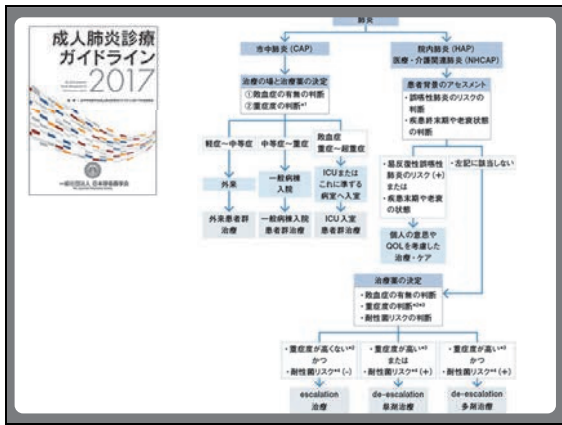 成人肺炎診療
ガイドライン
2017
一般社団法人 日本呼吸器学会
肺炎
市中肺炎(CAP)
治療の場と治療薬の決定
①敗血症の有無の判断
②重症度の判断*1
軽症〜中等症
外来
外来患者群
治療
中等症〜重症
一般病棟
入院
一般病棟入院
患者群治療
敗血症
重症〜超重症
ICUまたは
これに準ずる
病室へ入室
ICU入室
患者群治療
院内肺炎(HAP)
医療・介護関連肺炎(NHCAP)
患者背景のアセスメント
・誤嚥性肺炎のリスクの
判断
・疾患終末期や老衰状態
の判断
・易反復性誤嚥性
肺炎のリスク(+)
または
・疾患末期や老衰
の状態
・左記に該当しない
個人の意思や
QOLを考慮した
治療・ケア
治療薬の決定
・敗血症の有無の判断
・重症度の判断*2*3
・耐性菌リスクの判断
・重症度が高くない*3
かつ
・耐性菌リスク*4(-)
escalation
治療
・重症度が高い*3
または
・耐性菌リスク*4(+)
de-escalation
単剤治療
・重症度が高い*3
かつ
・耐性菌リスク*4(+)
de-escalation
多剤治療